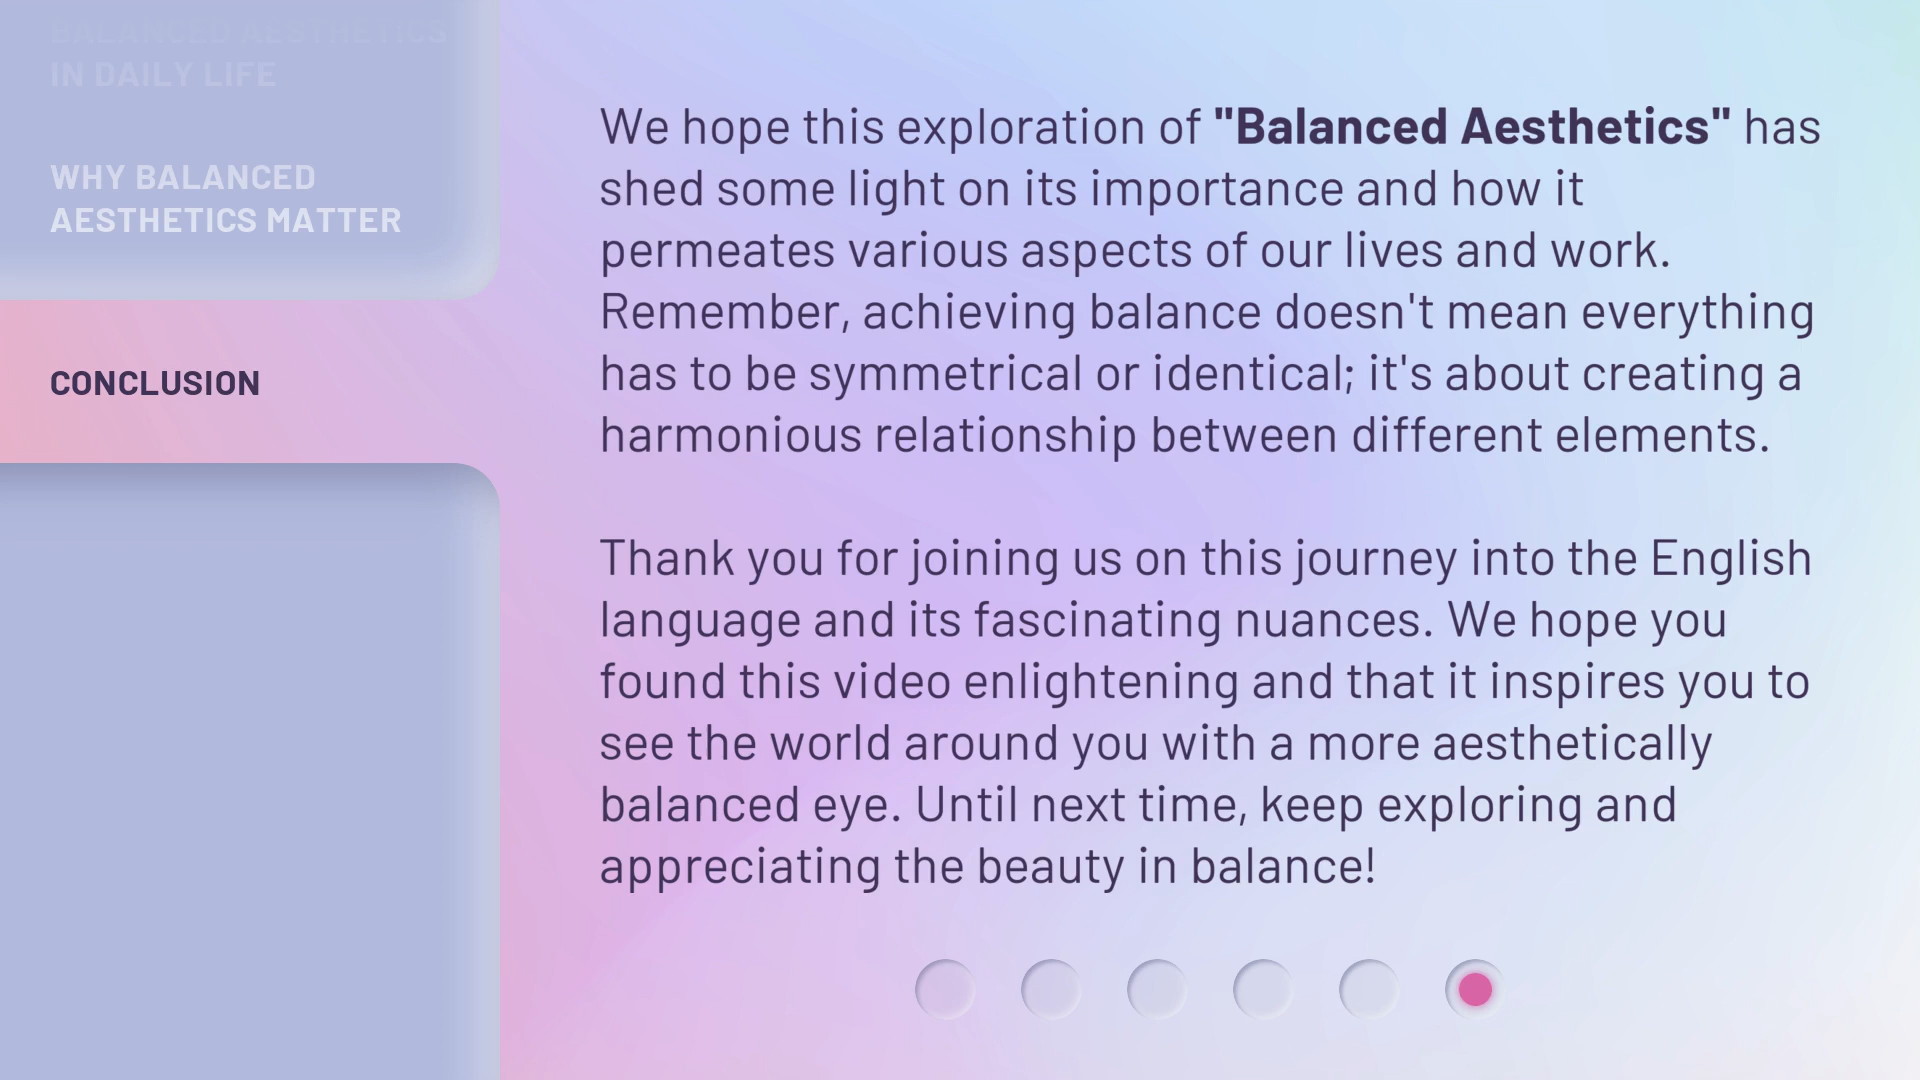 BALANCED AESTHETICS
IN DAILY LIFE
WHY BALANCED
AESTHETICS MATTER
CONCLUSION
We hope this exploration of "Balanced Aesthetics" has
shed some light on its importance and how it
permeates various aspects of our lives and work.
Remember, achieving balance doesn't mean everything
has to be symmetrical or identical; it's about creating a
harmonious relationship between different elements.
Thank you for joining us on this journey into the English
language and its fascinating nuances. We hope you
found this video enlightening and that it inspires you to
see the world around you with a more aesthetically
balanced eye. Until next time, keep exploring and
appreciating the beauty in balance!